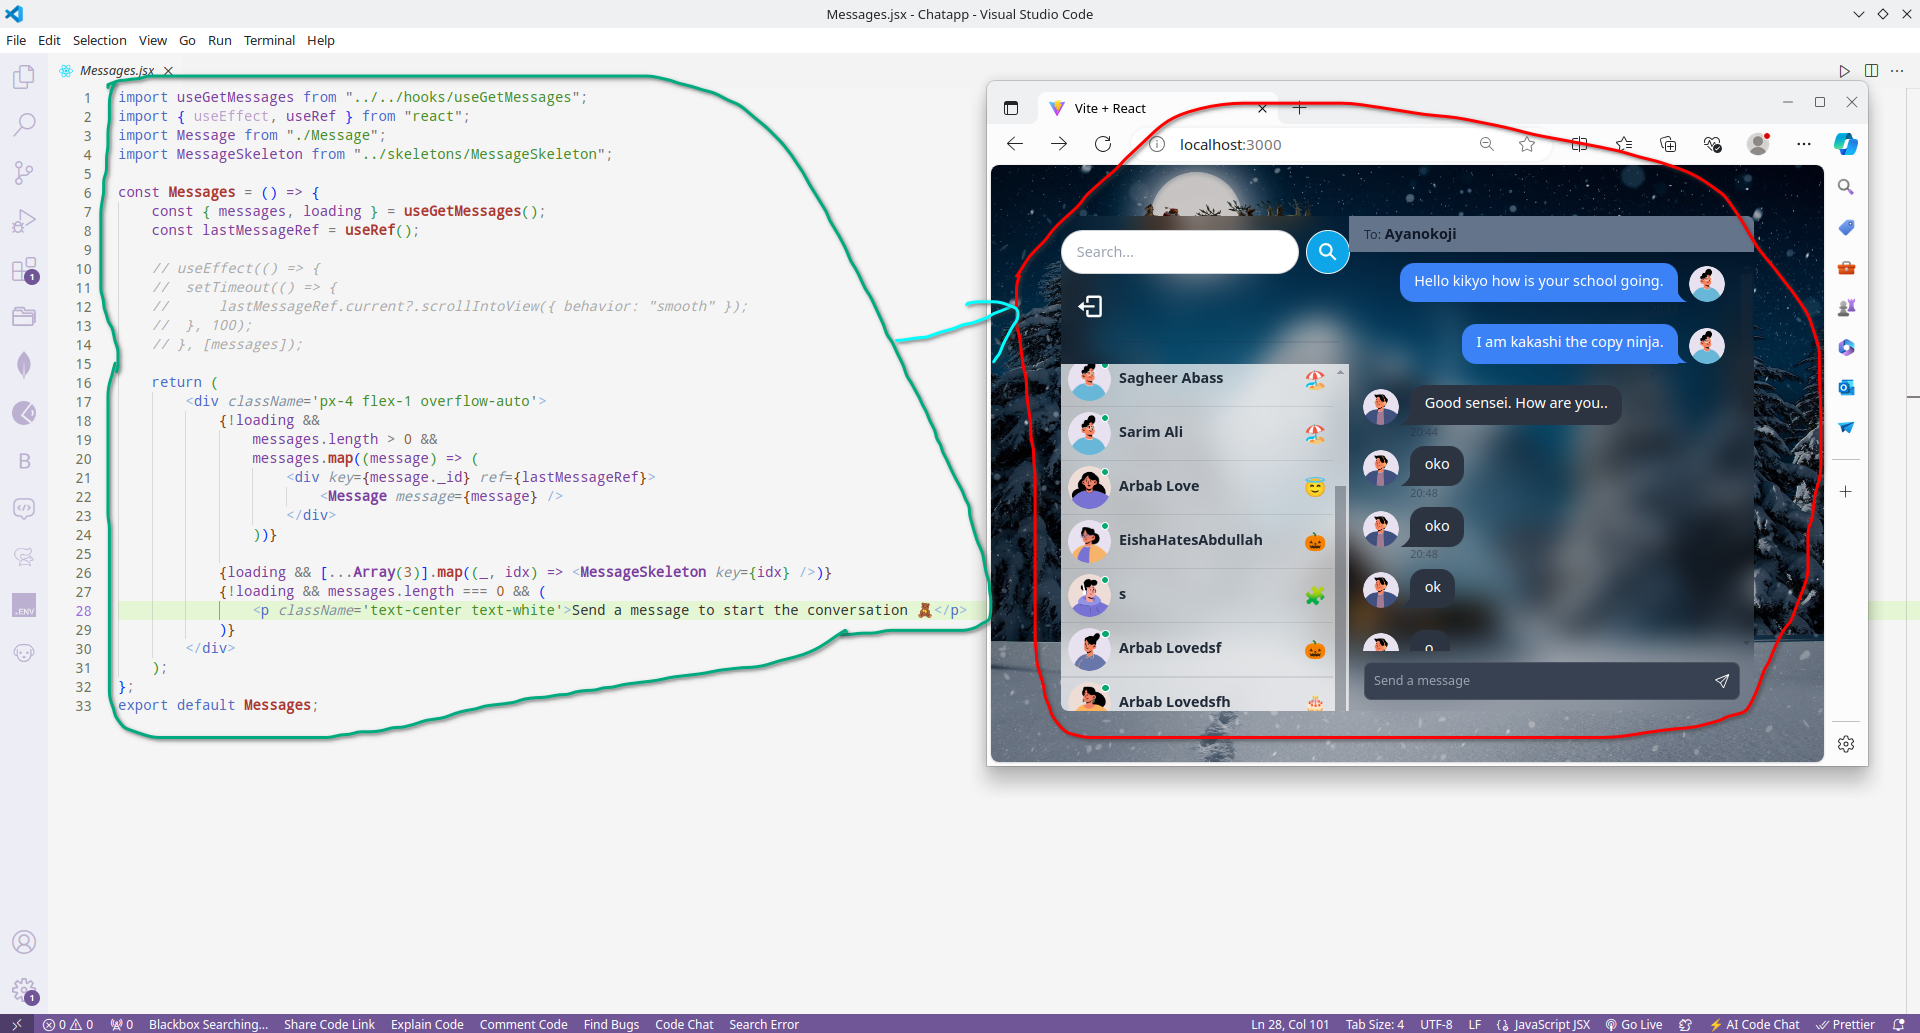 Messages.jsx - Chatapp - Visual Studio Code
File Edit Selection View Go Run Terminal Help
Messages.jsx
1 import useGetMessages from "../../hooks/useGetMessages";
2 import { useEffect, useRef } from "react";
3 import Message from "./Message";
4 import MessageSkeleton from "../skeletons/MessageSkeleton";
5
6 const Messages = () => {
7 const { messages, loading } = useGetMessages();
8 const lastMessageRef = useRef();
9
10 // useEffect(() => {
11 // setTimeout(() => {
12 // lastMessageRef.current?.scrollIntoView({ behavior: "smooth" });
13 // }, 100);
14 // }, [messages]);
15
16 return (
17 <div className='px-4 flex-1 overflow-auto'>
18 {!loading &&
19 messages.length > 0 &&
20 messages.map((message) => (
21 <div key={message._id} ref={lastMessageRef}>
22 <Message message={message} />
23 </div>
24 ))}
25
26 {loading && [...Array(3)].map((_, idx) => <MessageSkeleton key={idx} />)}
27 {!loading && messages.length === 0 && (
28 <p className='text-center text-white'>Send a message to start the conversation 🧸</p>
29 )}
30 </div>
31 );
32 };
33 export default Messages;
Vite + React
localhost:3000
Search...
Sagheer Abass
Sarim Ali
Arbab Love
EishaHatesAbdullah
s
Arbab Lovedsf
Arbab Lovedsfh
To: Ayanokoji
Hello kikyo how is your school going.
I am kakashi the copy ninja.
Good sensei. How are you..
20:44
oko
20:48
oko
20:48
ok
o
Send a message
1
B
.ENV
1
0 0 0 Blackbox Searching... Share Code Link Explain Code Comment Code Find Bugs Code Chat Search Error
Ln 28, Col 101 Tab Size: 4 UTF-8 LF JavaScript JSX Go Live AI Code Chat Prettier